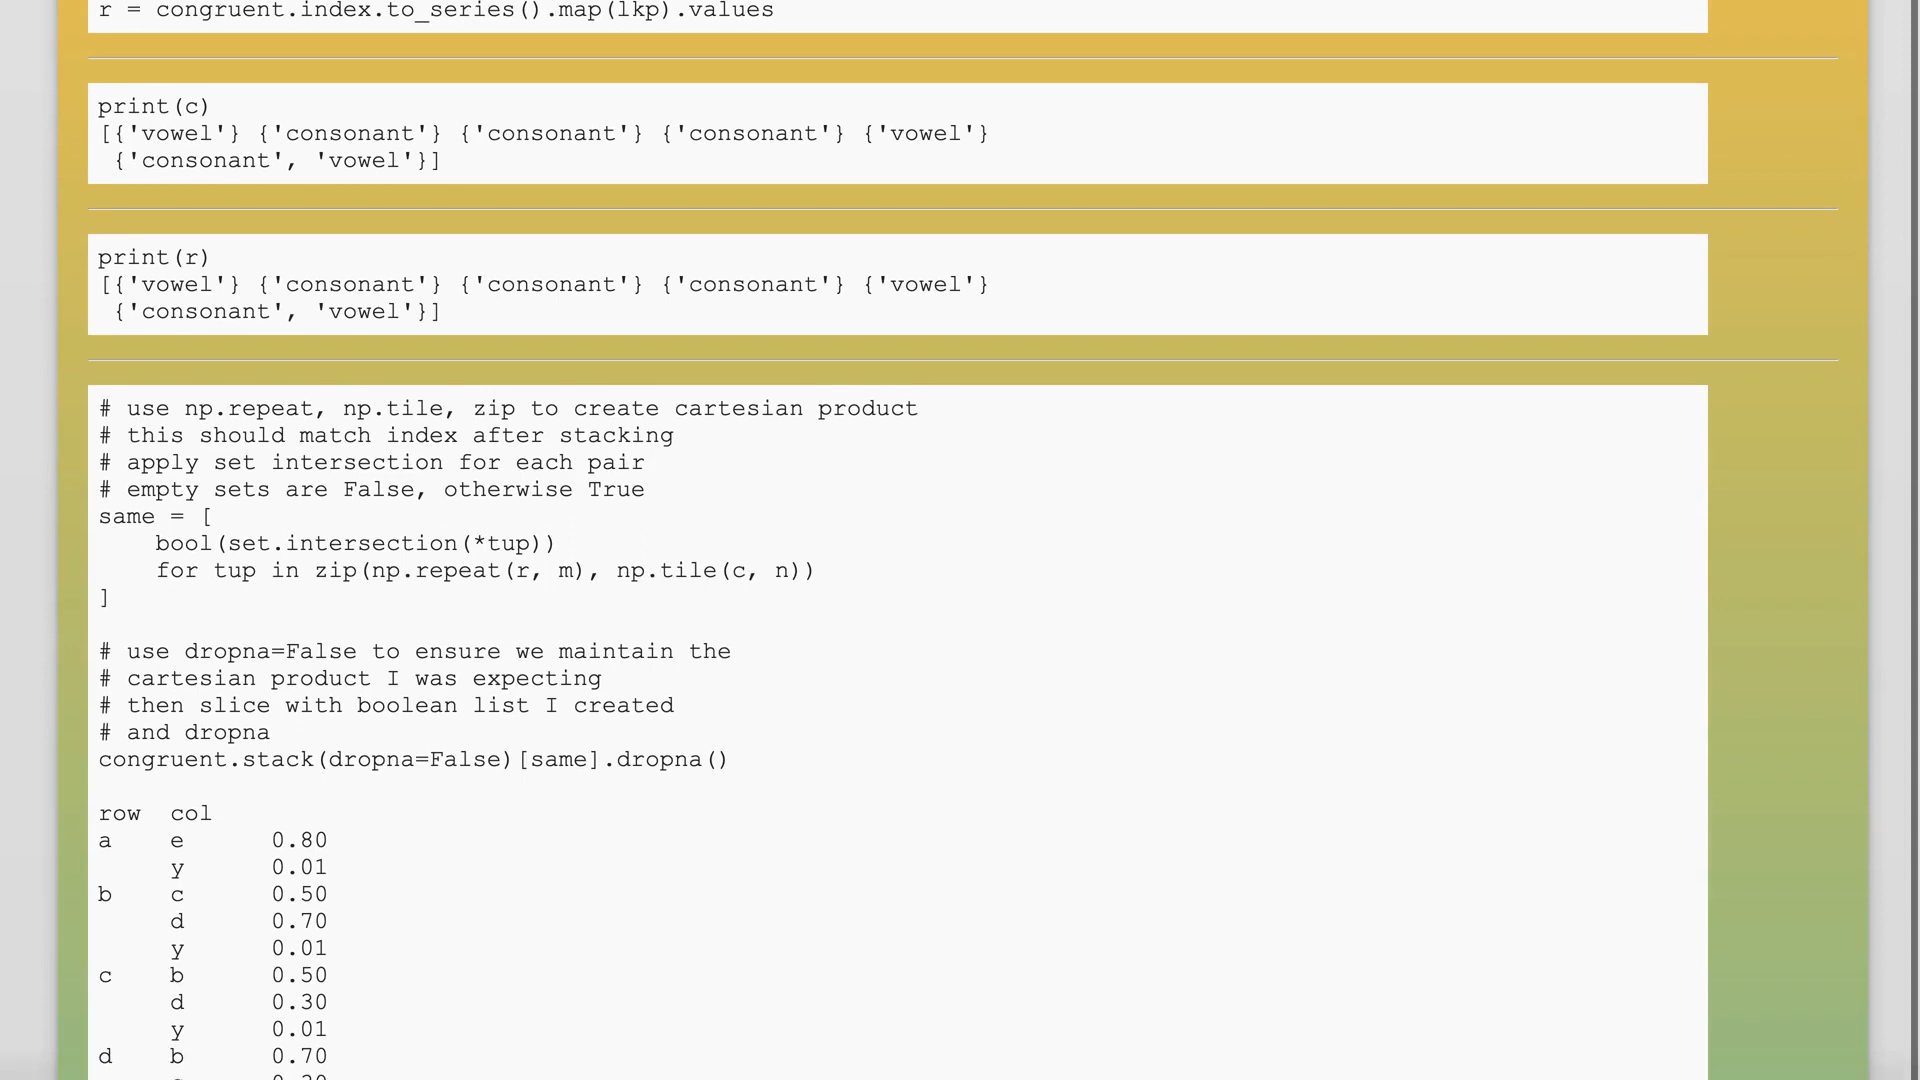 r = congruent.index.to_series().map(lkp).values
print(c)
[{'vowel'} {'consonant'} {'consonant'} {'consonant'} {'vowel'}
 {'consonant', 'vowel'}]
print(r)
[{'vowel'} {'consonant'} {'consonant'} {'consonant'} {'vowel'}
 {'consonant', 'vowel'}]
# use np.repeat, np.tile, zip to create cartesian product
# this should match index after stacking
# apply set intersection for each pair
# empty sets are False, otherwise True
same = [
    bool(set.intersection(*tup))
    for tup in zip(np.repeat(r, m), np.tile(c, n))
]
# use dropna=False to ensure we maintain the
# cartesian product I was expecting
# then slice with boolean list I created
# and dropna
congruent.stack(dropna=False)[same].dropna()
row  col
a    e      0.80
     y      0.01
b    c      0.50
     d      0.70
     y      0.01
c    b      0.50
     d      0.30
     y      0.01
d    b      0.70